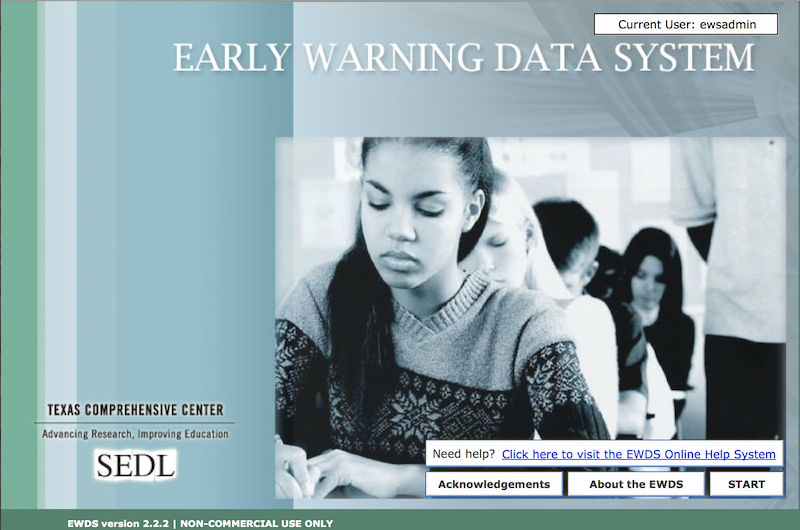 Current User: ewsadmin
EARLY WARNING DATA SYSTEM
TEXAS COMPREHENSIVE CENTER
Advancing Research, Improving Education
SEDL
Need help? Click here to visit the EWDS Online Help System
Acknowledgements About the EWDS START
EWDS version 2.2.2 | NON-COMMERCIAL USE ONLY